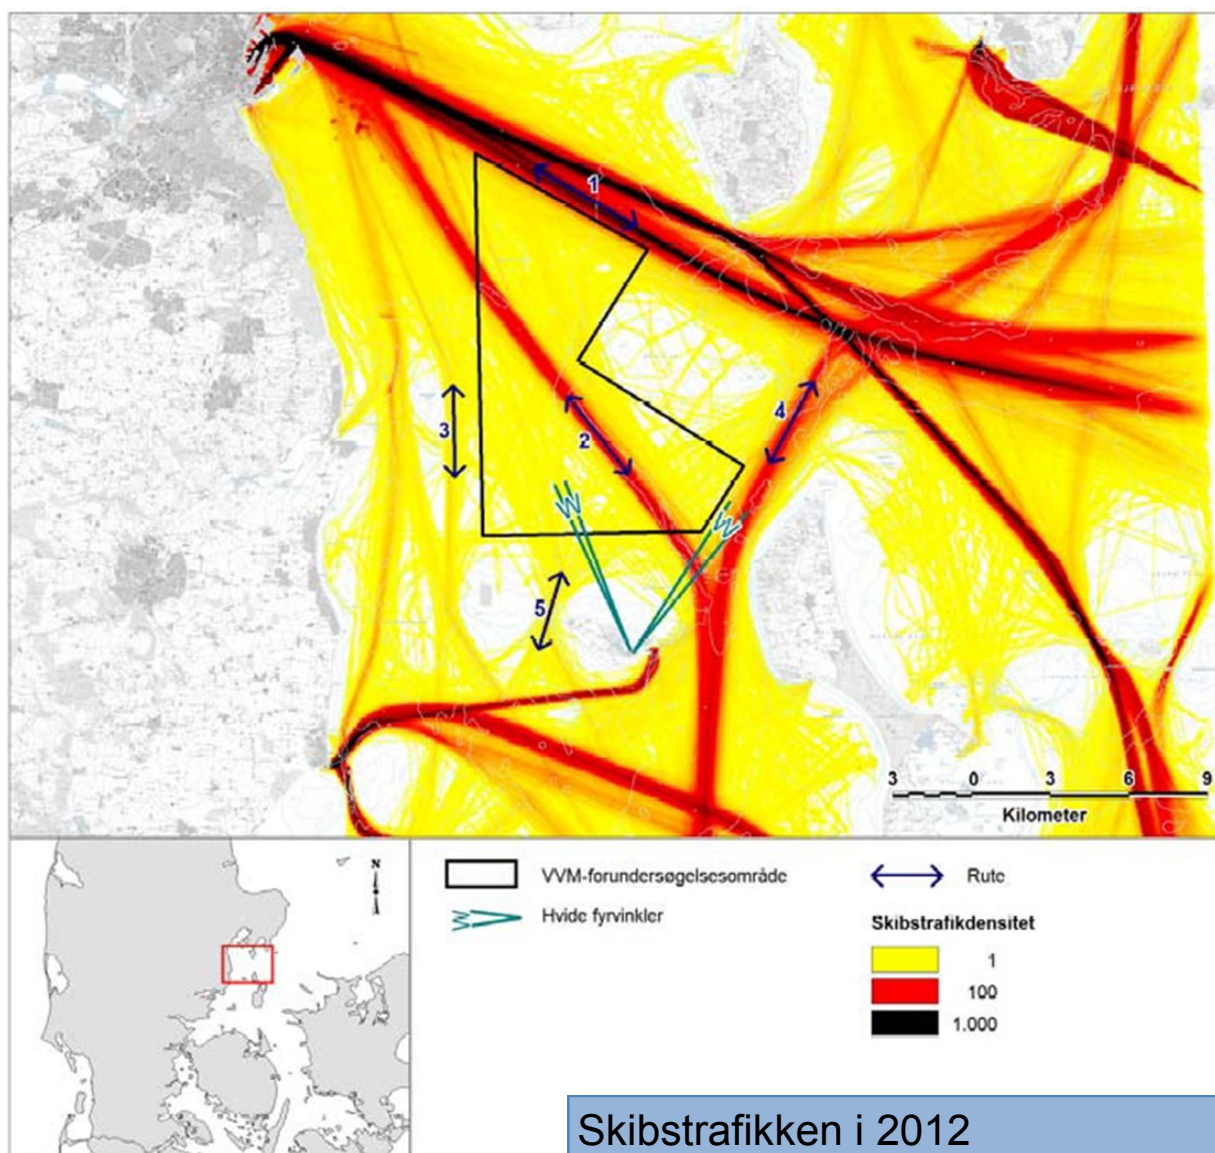 1
2
3
4
5
W
W
3 0 3 6 9
Kilometer
N
VVM-forundersøgelsesområde
Hvide fyrvinkler
Rute
Skibstrafikdensitet
1
100
1.000
Skibstrafikken i 2012